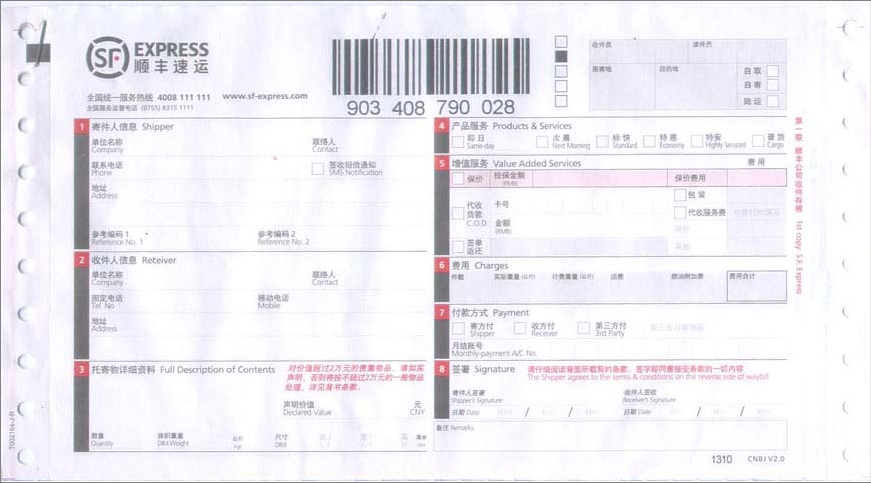 SF EXPRESS
顺丰速运
全国统一服务热线 4008 111 111 www.sf-express.com
全国服务监督电话 (0755) 8315 1111
903 408 790 028
收件员 派件员
原寄地 目的地
自取
自寄
陆运
1 寄件人信息 Shipper
单位名称 联络人
Company Contact
联系电话 签收短信通知
Phone SMS Notification
地址
Address
参考编码 1 参考编码 2
Reference No. 1 Reference No. 2
2 收件人信息 Reteiver
单位名称 联络人
Company Contact
固定电话 移动电话
Tel. No Mobile
地址
Address
3 托寄物详细资料 Full Description of Contents
对价值超过2万元的贵重物品，请如实
声明，否则将按不超过2万元的一般物品
处理，详见背书条款。
声明价值 元
Declared Value CNY
数量 体积重量 公斤 尺寸 厘米
Quantity DIM Weight kgs DIM
4 产品服务 Products & Services
即日 次晨 标快 特惠 特安 普货
Same-day Next Morning Standard Economy Highly Secured Cargo
5 增值服务 Value Added Services 费用
保价 投保金额 保价费用
(RMB)
代收 卡号 包装
货款
C.O.D 金额 代收服务费
(RMB)
签单 其他
返还 其他
6 费用 Charges
件数 实际重量 (公斤) 计费重量 (公斤) 运费 燃油附加费 费用合计
7 付款方式 Payment
寄方付 收方付 第三方付
Shipper Receiver 3rd Party
月结账号
Monthly-payment A/C No.
8 签署 Signature
请仔细阅读背面所载契约条款，签字即同意接受条款的一切内容
The Shipper agrees to the terms & conditions on the reverse side of waybill
寄件人签署 收件人签收
Shipper's Signature Receiver's Signature
日期 Date / / 日期 Date / /
备注 Remarks
1310 CNBJ V2.0
第一联 顺丰公司收件存根 1st copy S.F. Express